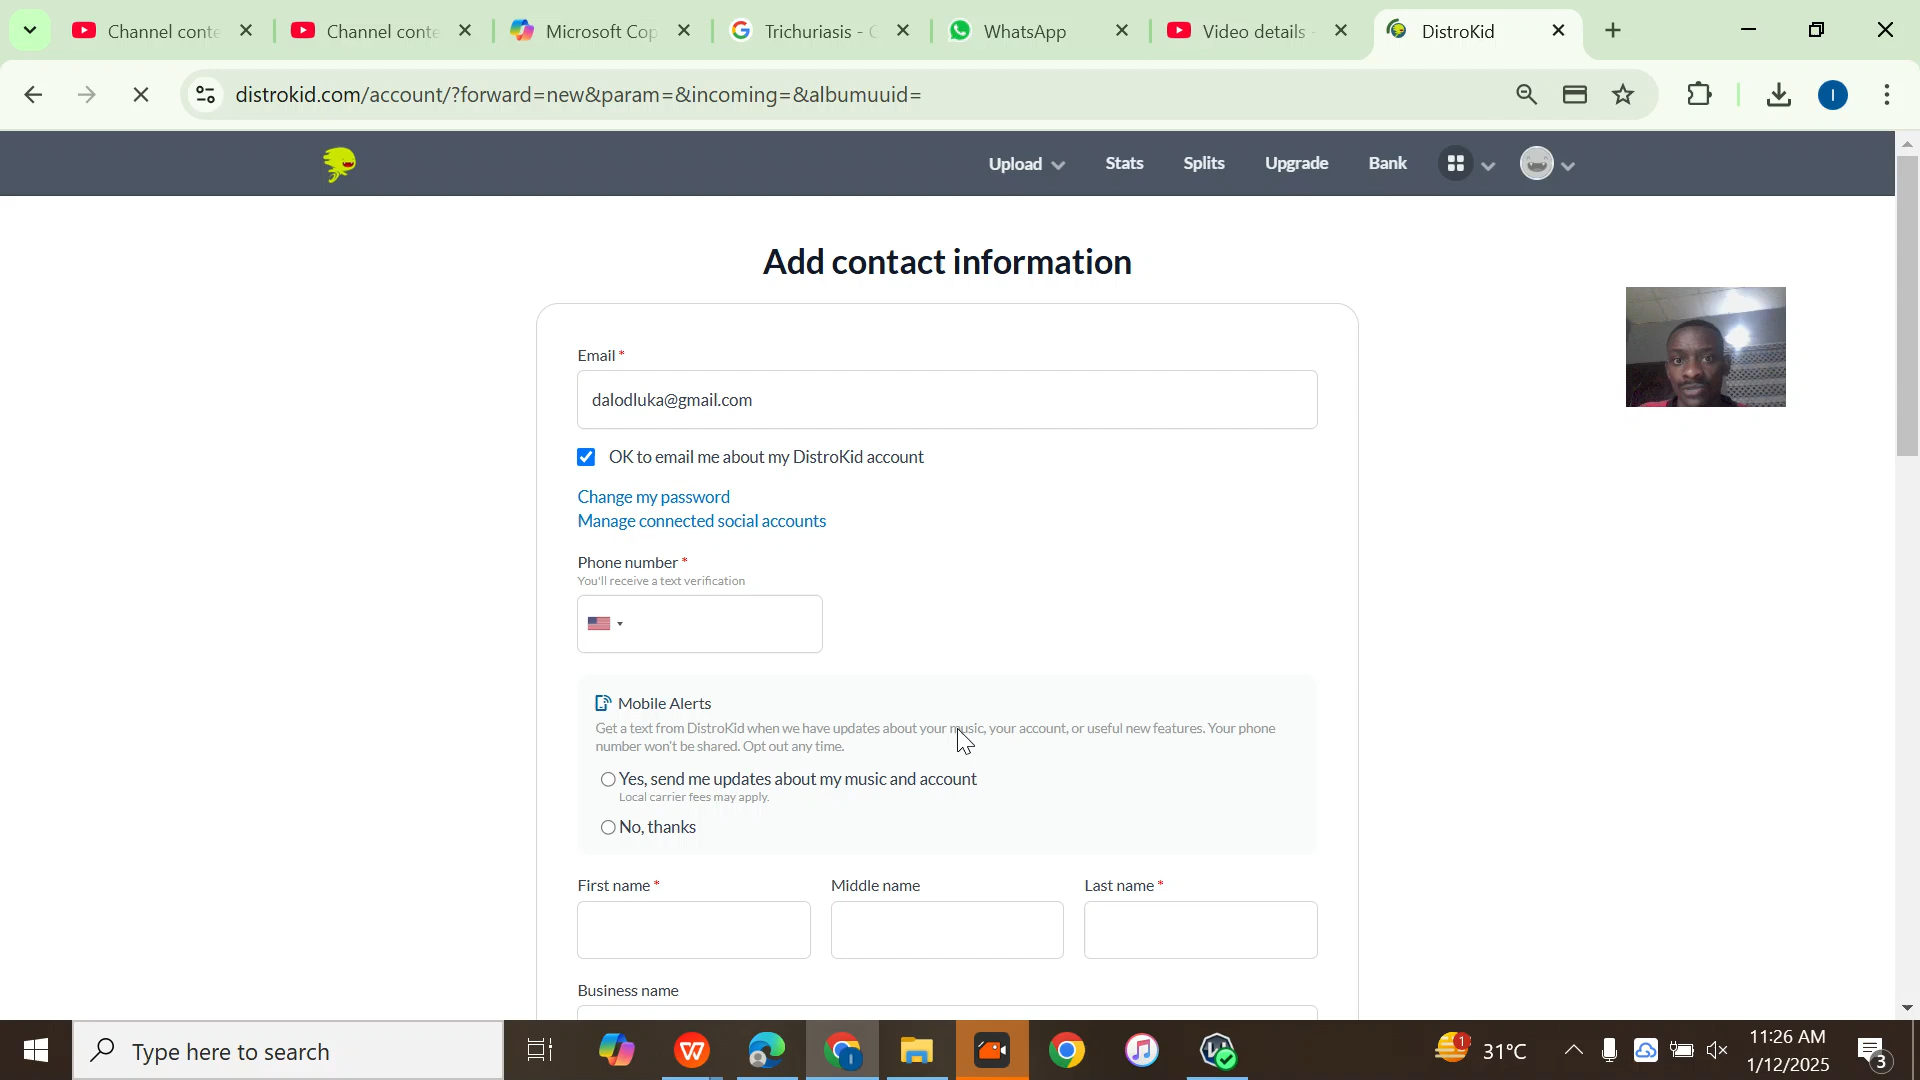 Channel conte
Channel conte
Microsoft Cop
Trichuriasis - G
WhatsApp
Video details -
DistroKid
distrokid.com/account/?forward=new&param=&incoming=&albumuuid=
I
Upload
Stats
Splits
Upgrade
Bank
Add contact information
Email *
dalodluka@gmail.com
OK to email me about my DistroKid account
Change my password
Manage connected social accounts
Phone number *
You'll receive a text verification
Mobile Alerts
Get a text from DistroKid when we have updates about your music, your account, or useful new features. Your phone
number won't be shared. Opt out any time.
Yes, send me updates about my music and account
Local carrier fees may apply.
No, thanks
First name *
Middle name
Last name *
Business name
Type here to search
W
I
1
31°C
11:26 AM
1/12/2025
3